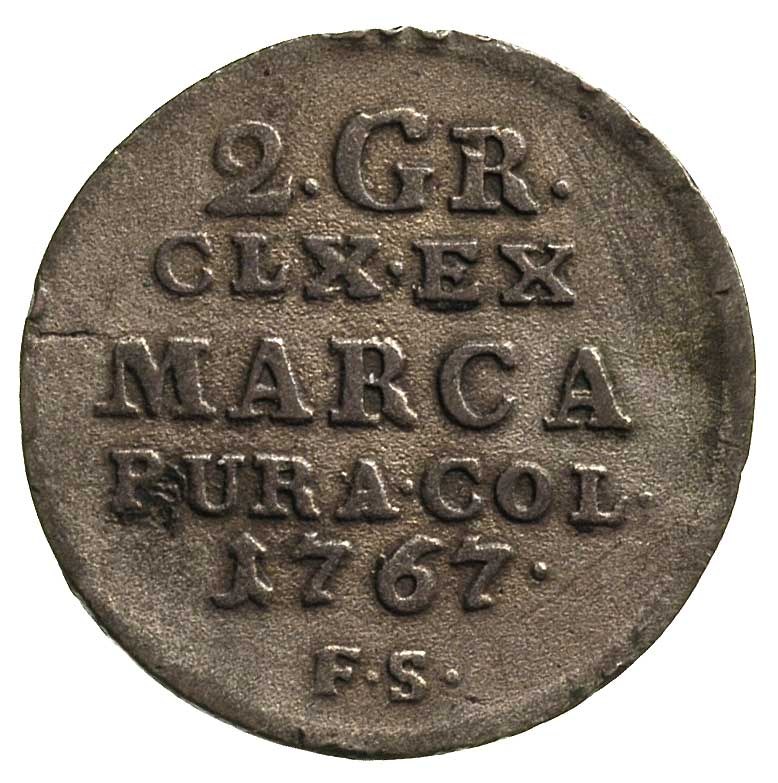 2·GR·
CLX·EX
MARCA
PURA·COL·
1767·
F·S·